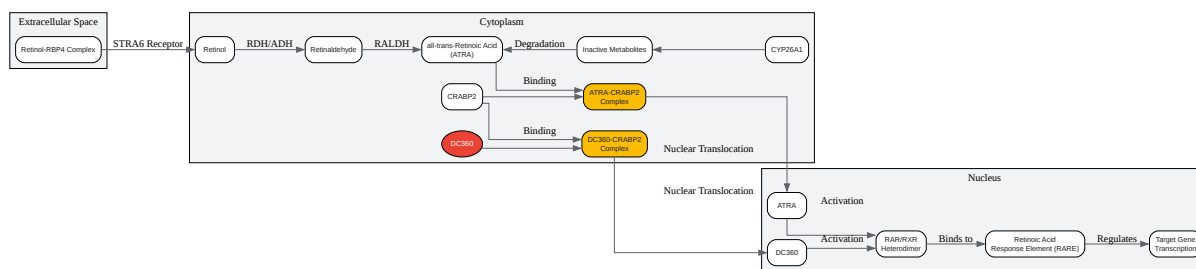 Extracellular Space
Cytoplasm
Retinol-RBP4 Complex
STRA6 Receptor
Retinol
RDH/ADH
Retinaldehyde
RALDH
all-trans-Retinoic Acid
(ATRA)
Degradation
Inactive Metabolites
CYP26A1
Binding
CRABP2
ATRA-CRABP2
Complex
Binding
DC360
DC360-CRABP2
Complex
Nuclear Translocation
Nuclear Translocation
Nucleus
ATRA
Activation
Activation
DC360
RAR/RXR
Heterodimer
Binds to
Retinoic Acid
Response Element (RARE)
Regulates
Target Gene
Transcription